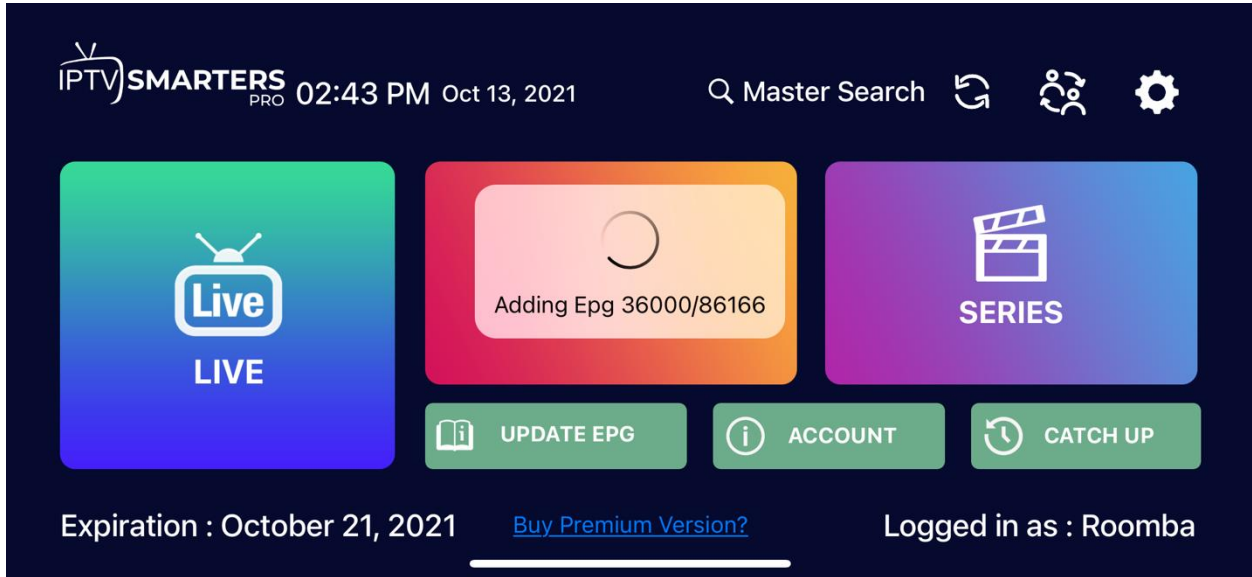 IPTV SMARTERS
PRO
02:43 PM Oct 13, 2021
Master Search
Live
LIVE
Adding Epg 36000/86166
SERIES
UPDATE EPG
ACCOUNT
CATCH UP
Expiration : October 21, 2021
Buy Premium Version?
Logged in as : Roomba